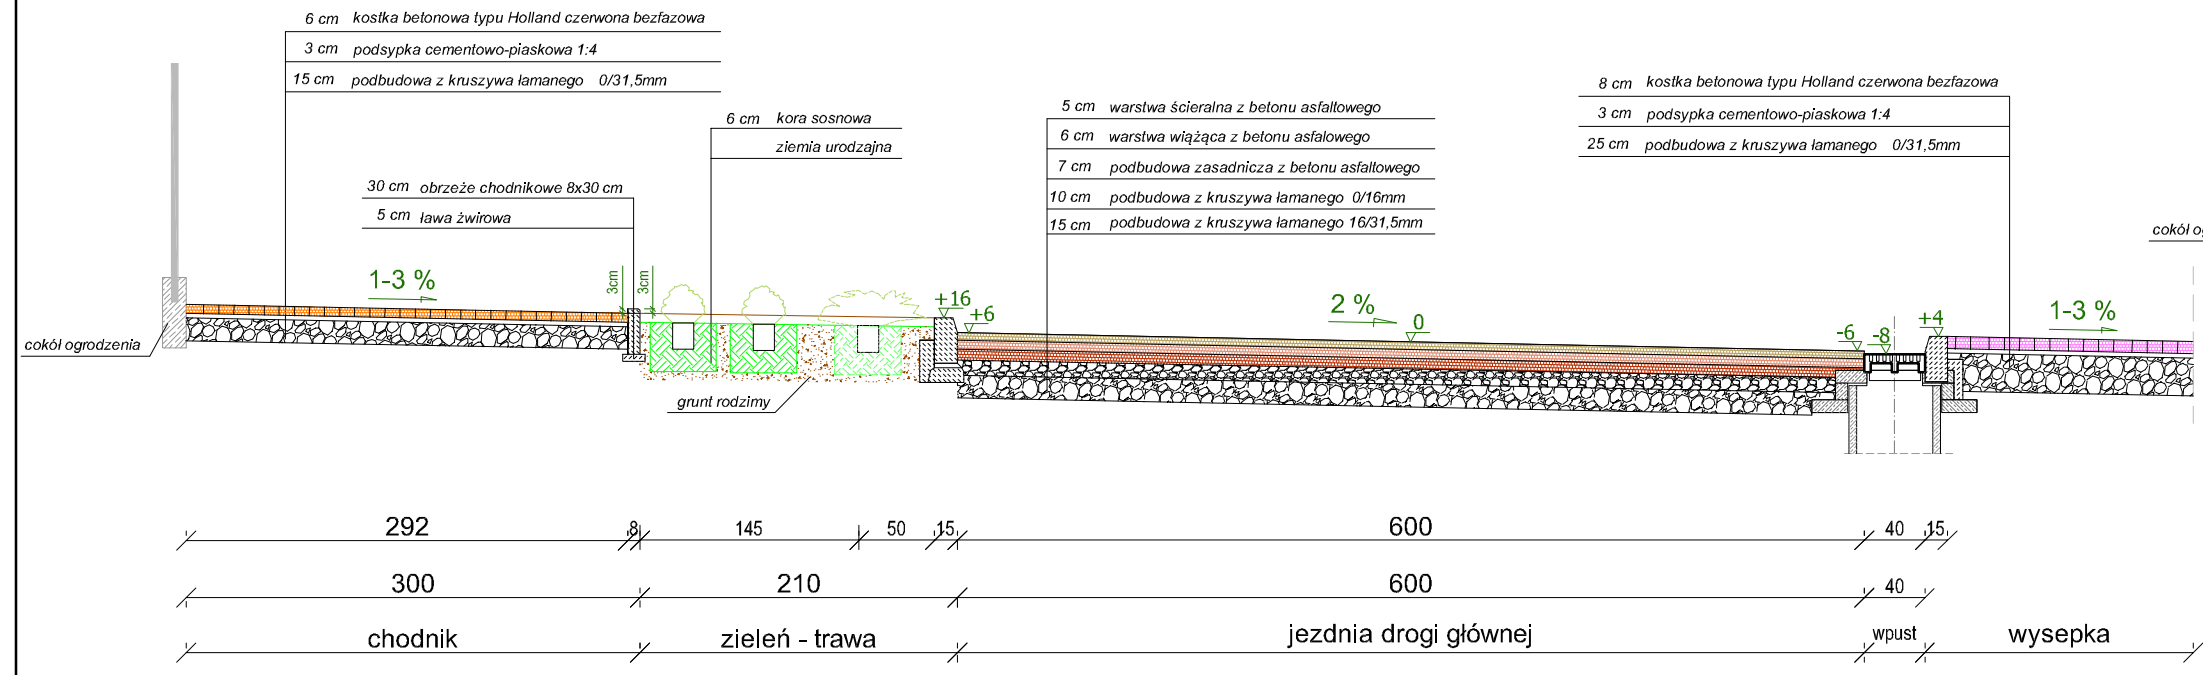 6 cm kostka betonowa typu Holland czerwona bezfazowa
3 cm podsypka cementowo-piaskowa 1:4
15 cm podbudowa z kruszywa łamanego 0/31,5mm
6 cm kora sosnowa
ziemia urodzajna
30 cm obrzeże chodnikowe 8x30 cm
5 cm ława żwirowa
5 cm warstwa ścieralna z betonu asfaltowego
6 cm warstwa wiążąca z betonu asfalowego
7 cm podbudowa zasadnicza z betonu asfaltowego
10 cm podbudowa z kruszywa łamanego 0/16mm
15 cm podbudowa z kruszywa łamanego 16/31,5mm
8 cm kostka betonowa typu Holland czerwona bezfazowa
3 cm podsypka cementowo-piaskowa 1:4
25 cm podbudowa z kruszywa łamanego 0/31,5mm
cokół
1-3 %
3cm
3cm
+16
+6
2 %
0
-6
-8
+4
1-3 %
cokół ogrodzenia
grunt rodzimy
292 8 145 50 15 600 40 15
300 210 600 40
chodnik zieleń - trawa jezdnia drogi głównej wpust wysepka